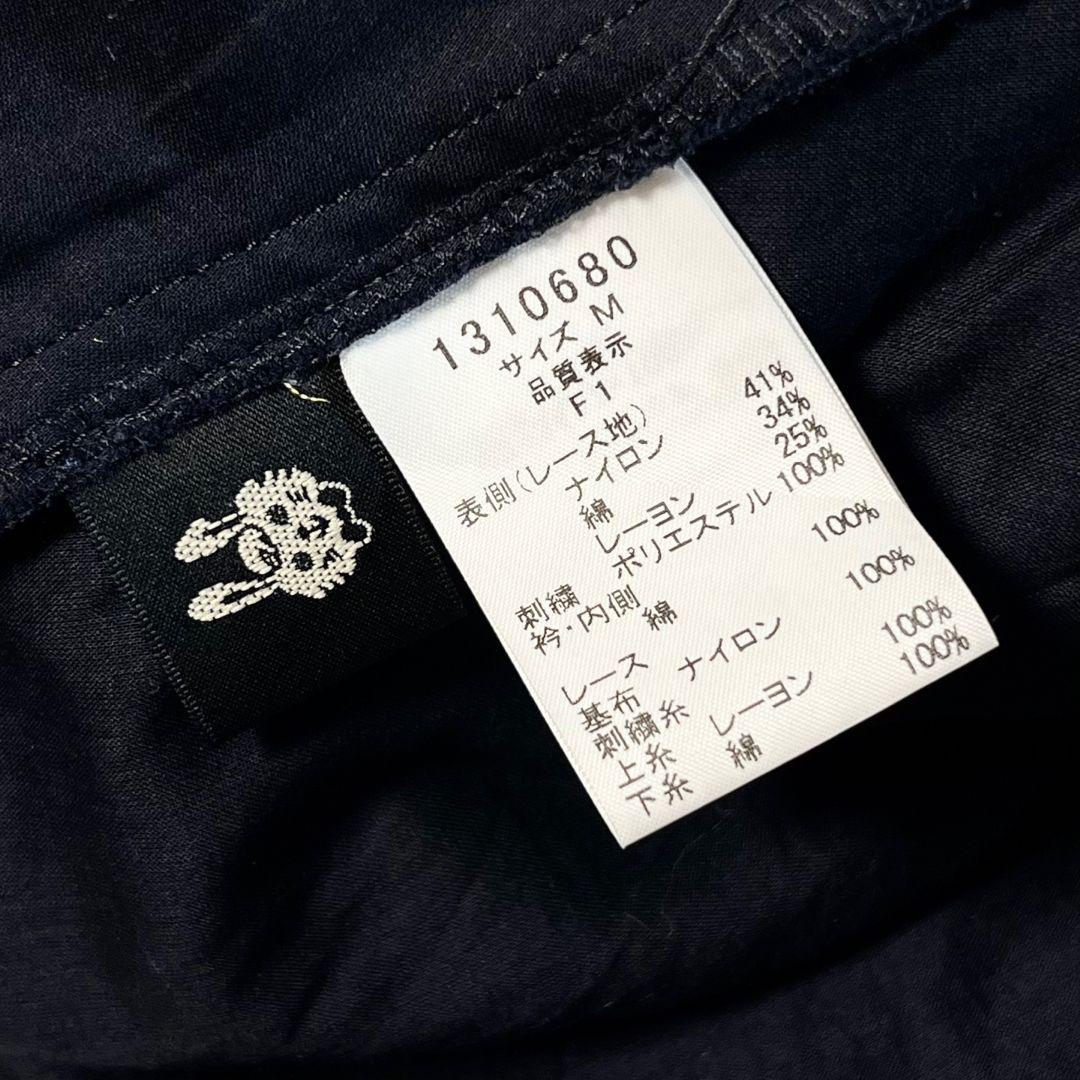 1310680
サイズ M
品質表示
F1
表側(レース地)
ナイロン 41%
綿 34%
レーヨン 25%
ポリエステル 100%
刺繍
衿・内側
綿 100%
レース
基布 ナイロン 100%
刺繍糸
上糸 レーヨン 100%
下糸 綿 100%